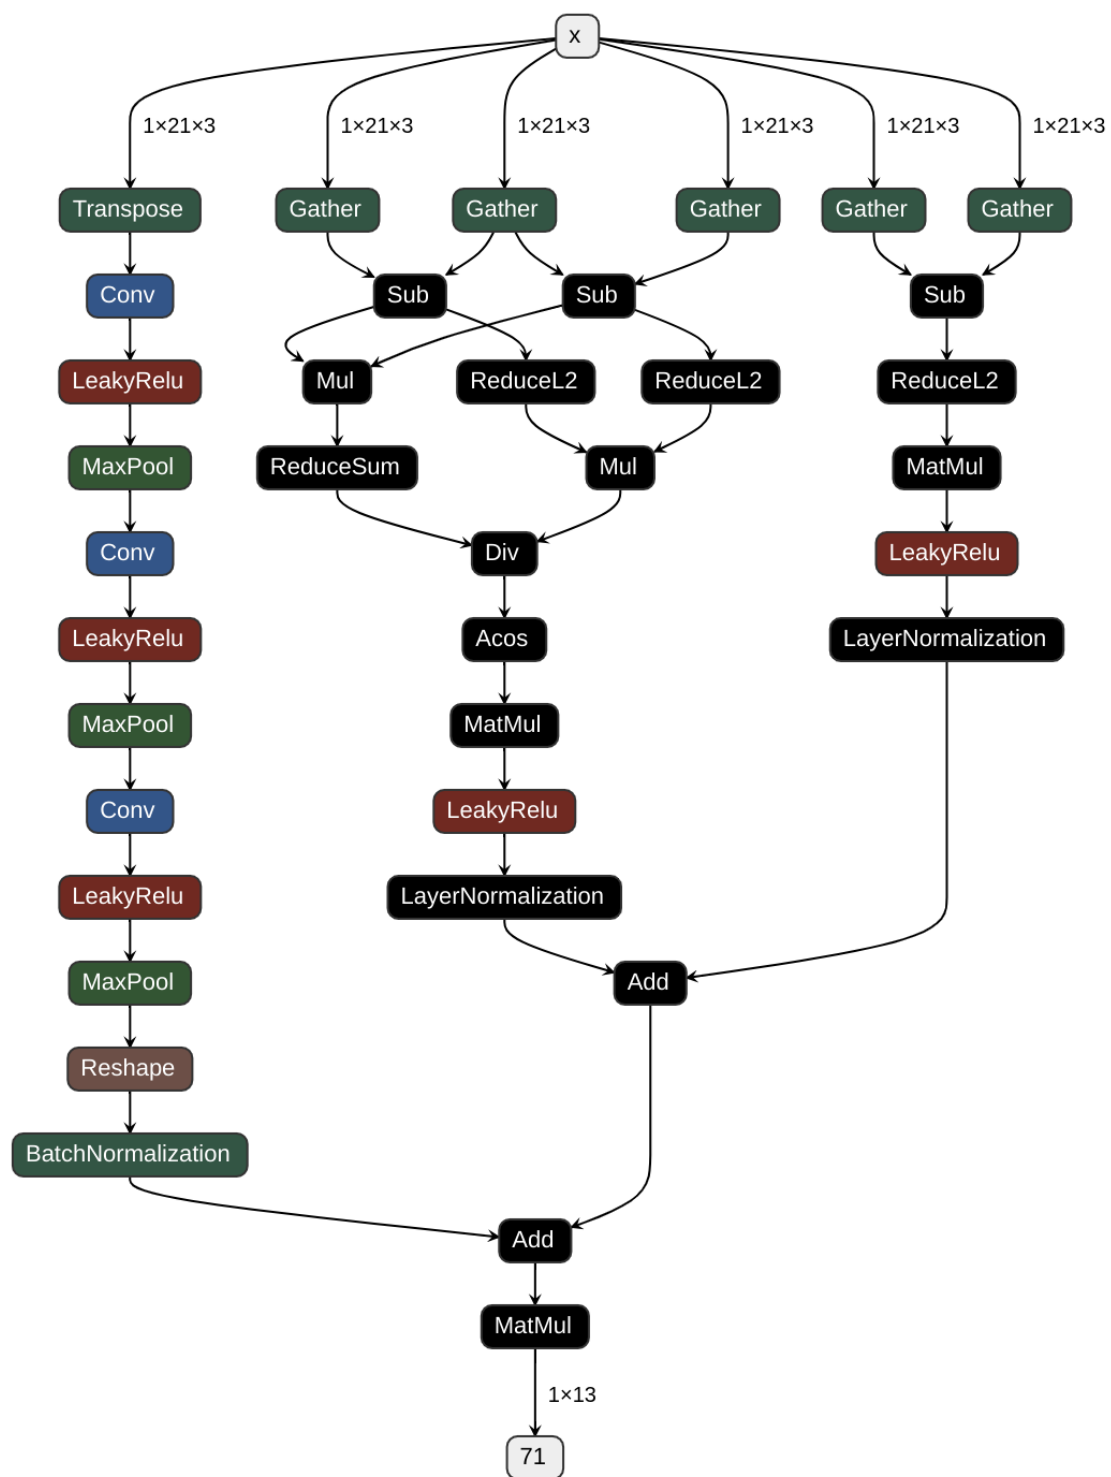 x
1×21×3 1×21×3 1×21×3 1×21×3 1×21×3 1×21×3
Transpose Gather Gather Gather Gather Gather
Conv Sub Sub Sub
LeakyRelu Mul ReduceL2 ReduceL2 ReduceL2
MaxPool ReduceSum Mul MatMul
Conv Div LeakyRelu
LeakyRelu Acos LayerNormalization
MaxPool MatMul
Conv LeakyRelu
LeakyRelu LayerNormalization
MaxPool Add
Reshape
BatchNormalization
Add
MatMul
1×13
71